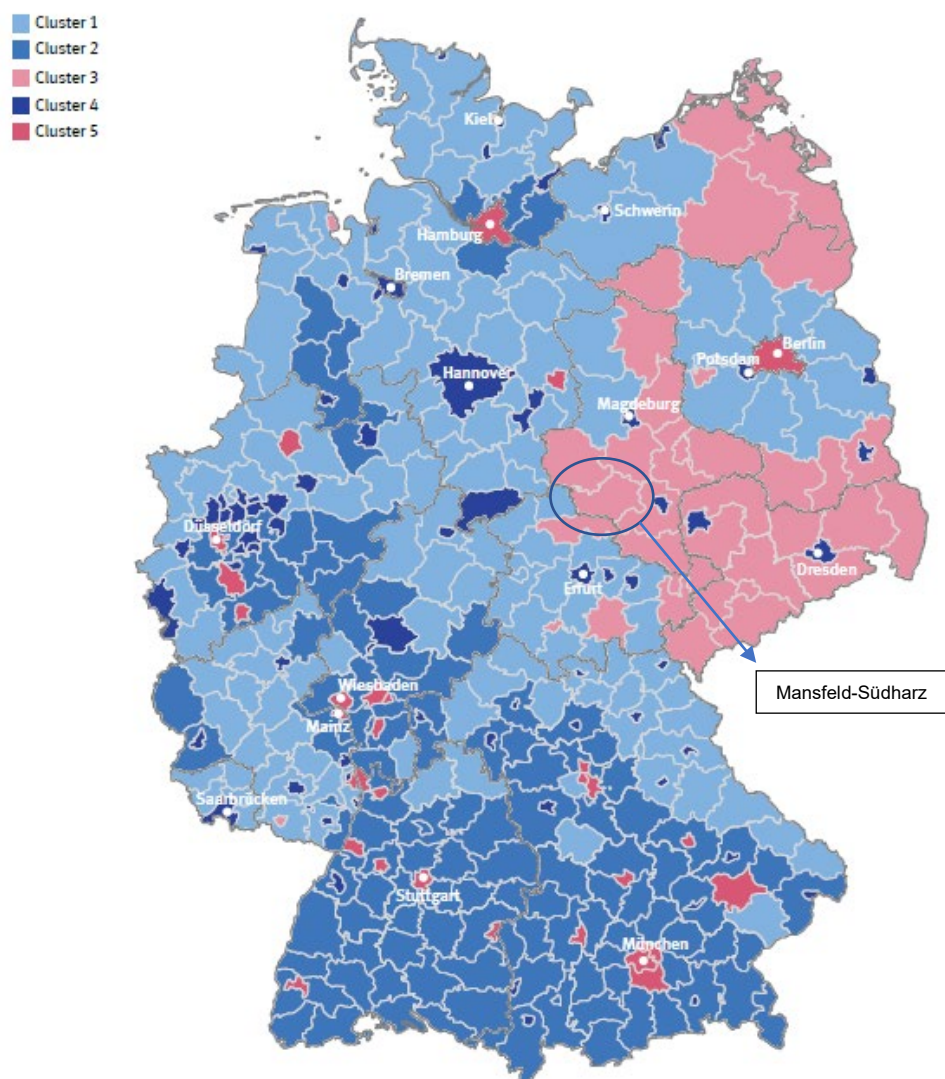 Cluster 1
Cluster 2
Cluster 3
Cluster 4
Cluster 5
Kiel
Schwerin
Hamburg
Bremen
Berlin
Potsdam
Hannover
Magdeburg
Düsseldorf
Dresden
Erfurt
Mansfeld-Südharz
Wiesbaden
Mainz
Saarbrücken
Stuttgart
München